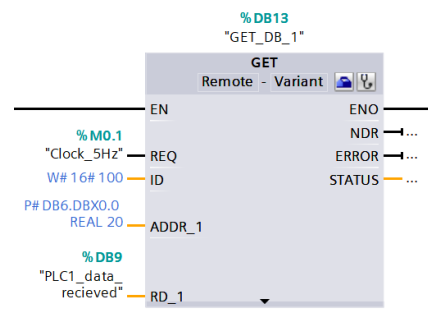 %DB13
"GET_DB_1"
GET
Remote - Variant
EN
ENO
NDR
...
%M0.1
"Clock_5Hz"
REQ
ERROR
...
W#16#100
ID
STATUS
...
P#DB6.DBX0.0
REAL 20
ADDR_1
%DB9
"PLC1_data_
recieved"
RD_1